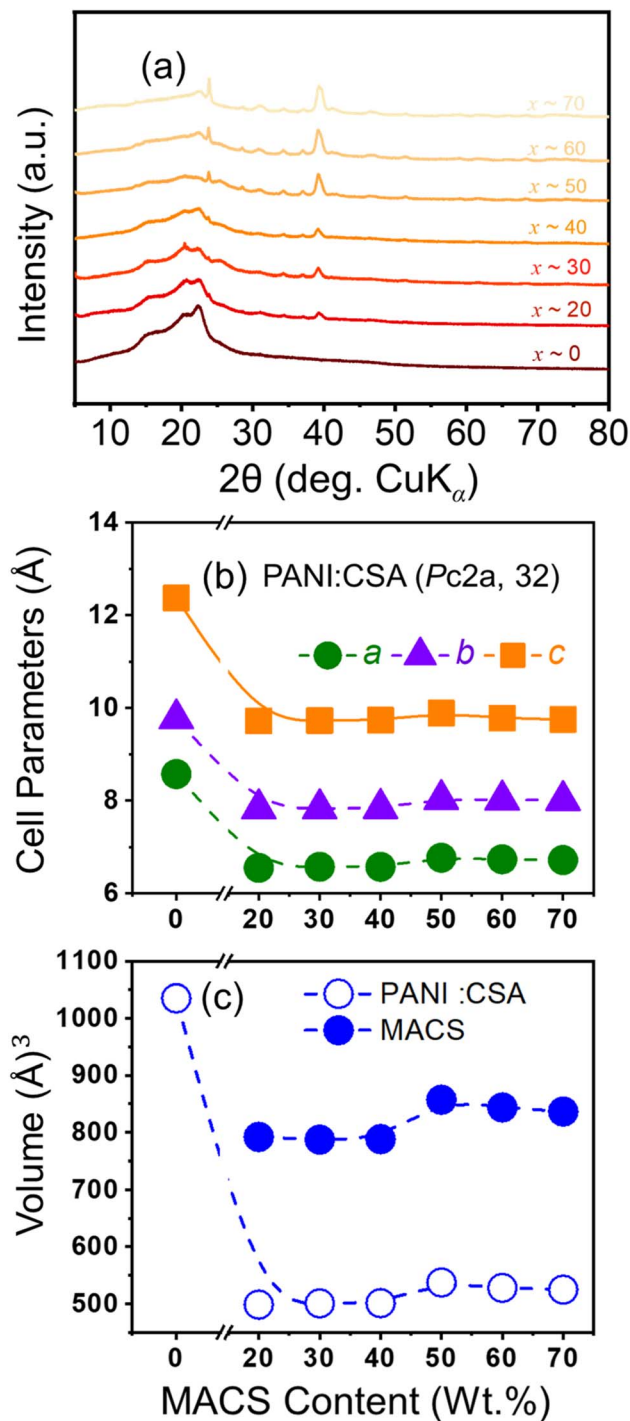 (a)
Intensity (a.u.)
x ~ 70
x ~ 60
x ~ 50
x ~ 40
x ~ 30
x ~ 20
x ~ 0
10 20 30 40 50 60 70 80
2θ (deg. CuKα)
14
12
10
8
6
Cell Parameters (Å)
(b) PANI:CSA (Pc2a, 32)
a b c
0 20 30 40 50 60 70
1100
1000
900
800
700
600
500
Volume (Å)3
(c)
PANI :CSA
MACS
0 20 30 40 50 60 70
MACS Content (Wt.%)